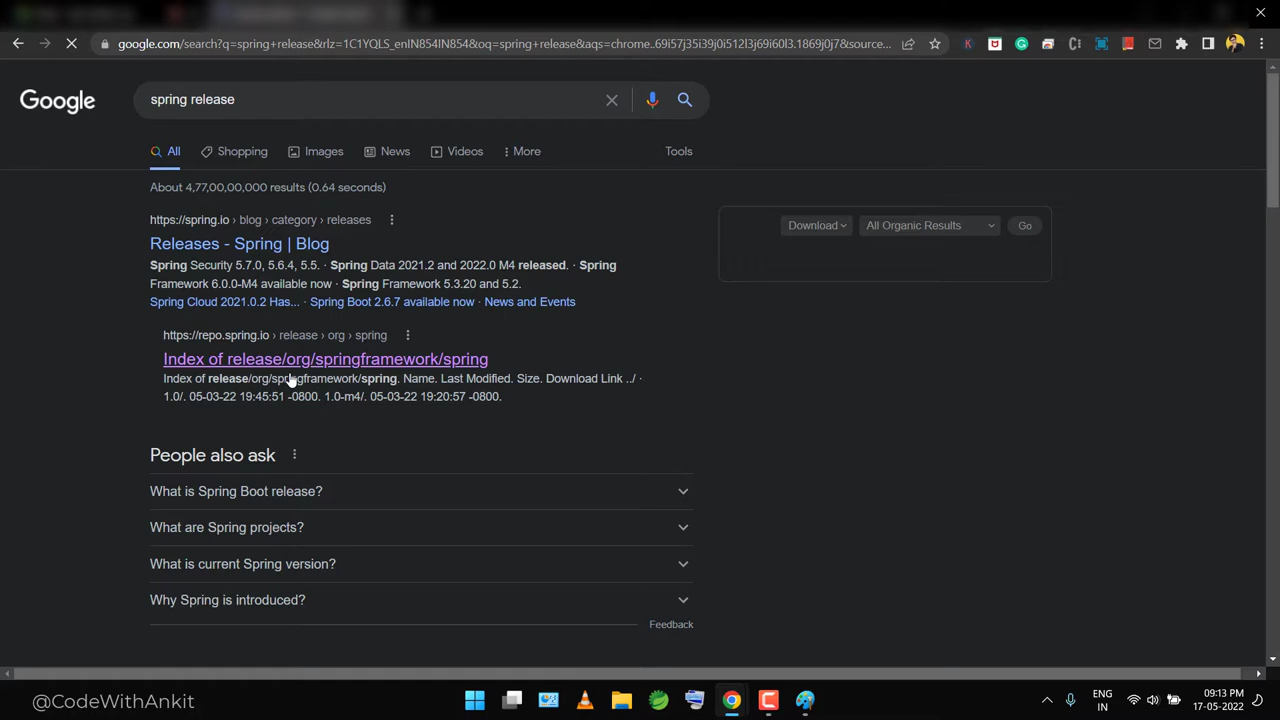 google.com/search?q=spring+release&rlz=1C1YQLS_enIN854IN854&oq=spring+release&aqs=chrome..69i57j35i39j0i512l3j69i60l3.1869j0j7&source...
Google
spring release
All Shopping Images News Videos More Tools
About 4,77,00,00,000 results (0.64 seconds)
https://spring.io › blog › category › releases
Releases - Spring | Blog
Spring Security 5.7.0, 5.6.4, 5.5. · Spring Data 2021.2 and 2022.0 M4 released. · Spring
Framework 6.0.0-M4 available now · Spring Framework 5.3.20 and 5.2.
Spring Cloud 2021.0.2 Has... · Spring Boot 2.6.7 available now · News and Events
Download All Organic Results Go
https://repo.spring.io › release › org › spring
Index of release/org/springframework/spring
Index of release/org/springframework/spring. Name. Last Modified. Size. Download Link ../ ·
1.0/. 05-03-22 19:45:51 -0800. 1.0-m4/. 05-03-22 19:20:57 -0800.
People also ask
What is Spring Boot release?
What are Spring projects?
What is current Spring version?
Why Spring is introduced?
Feedback
@CodeWithAnkit
ENG
IN
09:13 PM
17-05-2022